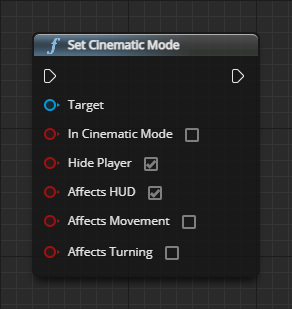 Set Cinematic Mode
Target
In Cinematic Mode
Hide Player
Affects HUD
Affects Movement
Affects Turning